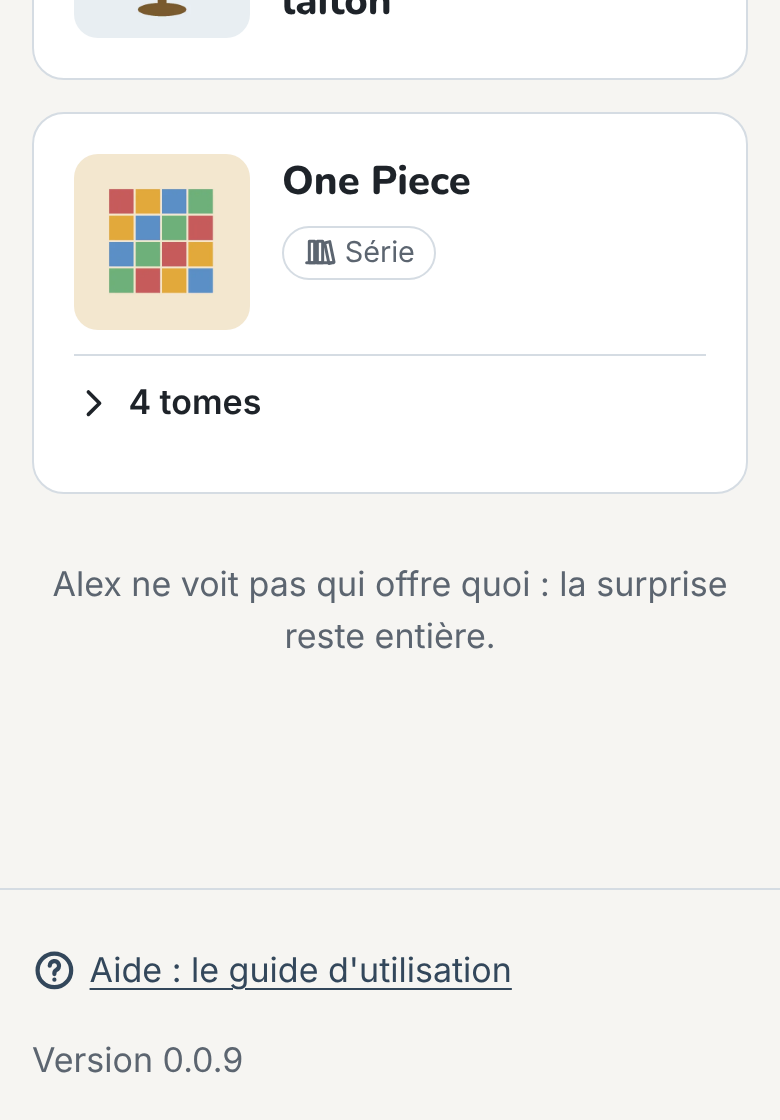 laiton
One Piece
Série
4 tomes
Alex ne voit pas qui offre quoi : la surprise
reste entière.
Aide : le guide d'utilisation
Version 0.0.9